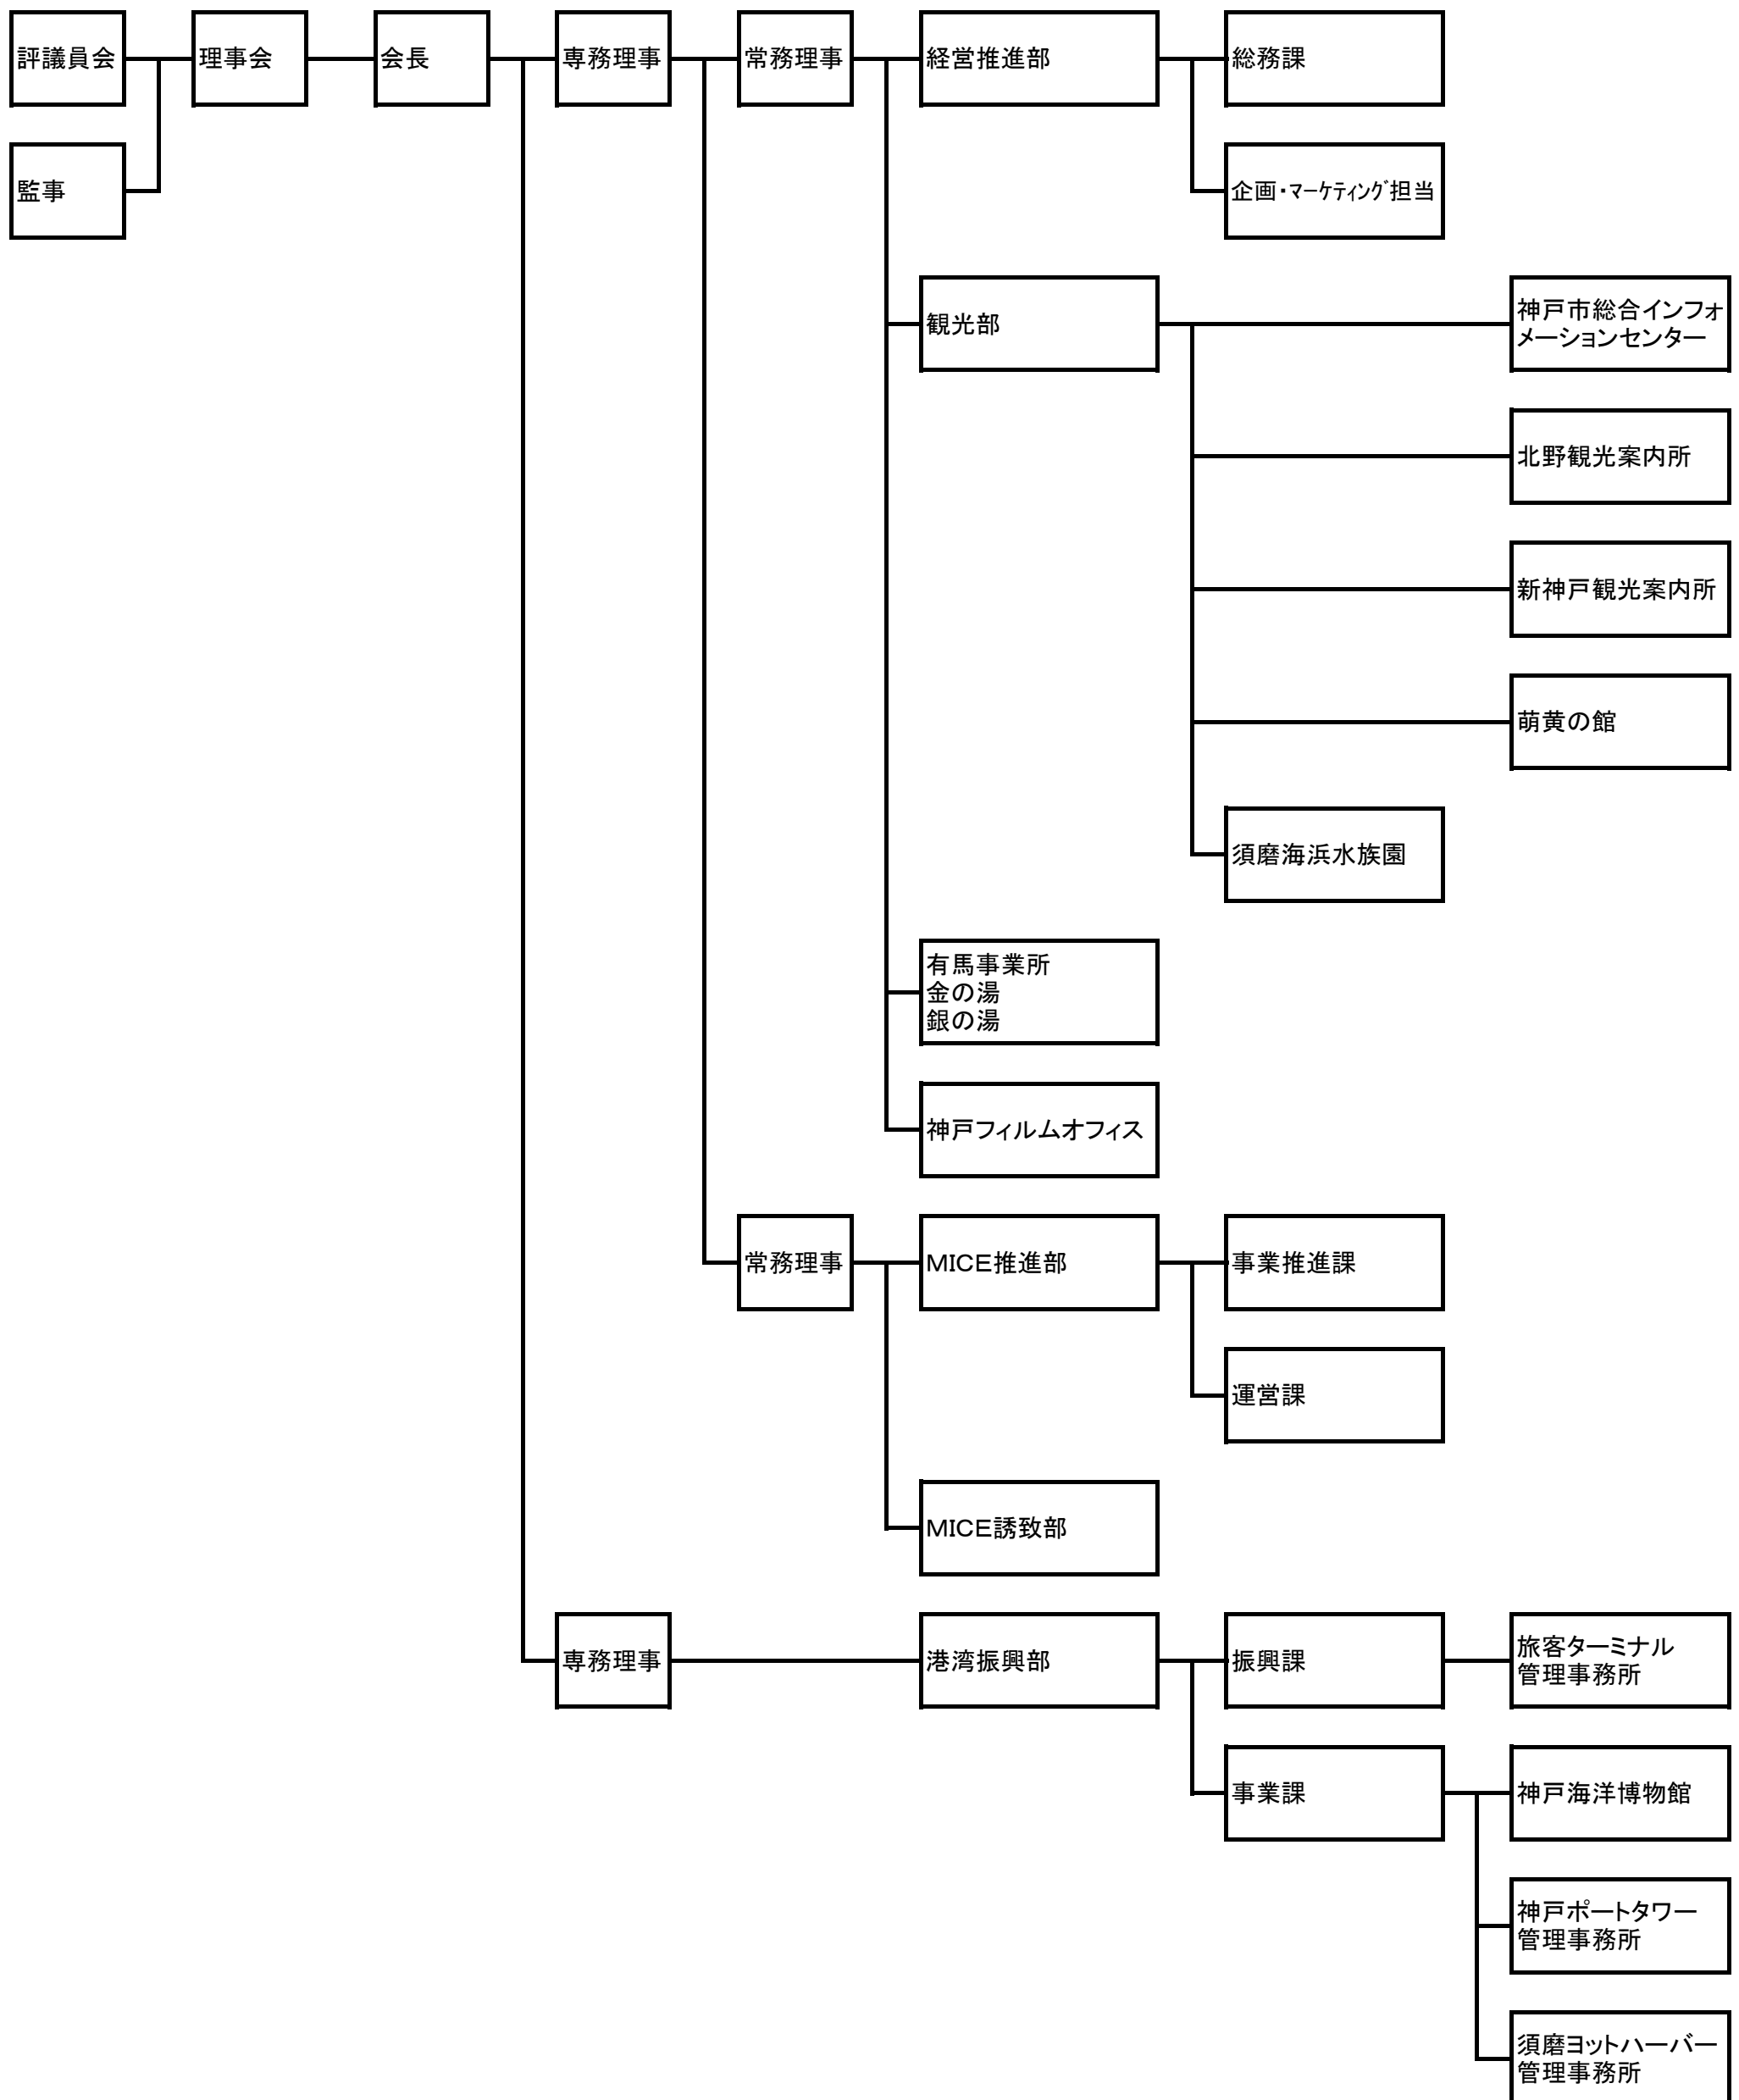 評議員会
理事会
会長
専務理事
常務理事
経営推進部
総務課
監事
企画・ﾏｰｹﾃｨﾝｸﾞ担当
観光部
神戸市総合インフォ
メーションセンター
北野観光案内所
新神戸観光案内所
萌黄の館
須磨海浜水族園
有馬事業所
金の湯
銀の湯
神戸フィルムオフィス
常務理事
MICE推進部
事業推進課
運営課
MICE誘致部
専務理事
港湾振興部
振興課
旅客ターミナル
管理事務所
事業課
神戸海洋博物館
神戸ポートタワー
管理事務所
須磨ヨットハーバー
管理事務所